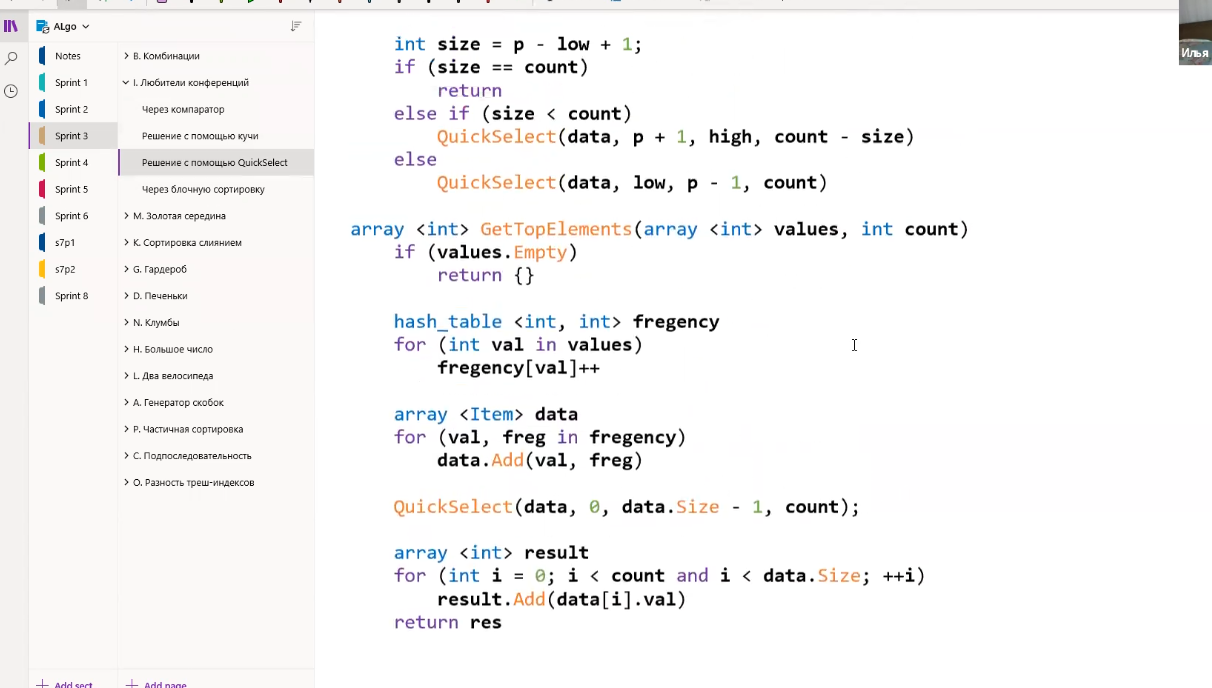 ALgo
Notes
Sprint 1
Sprint 2
Sprint 3
Sprint 4
Sprint 5
Sprint 6
s7p1
s7p2
Sprint 8
Add sect
B. Комбинации
I. Любители конференций
Через компаратор
Решение с помощью кучи
Решение с помощью QuickSelect
Через блочную сортировку
M. Золотая середина
K. Сортировка слиянием
G. Гардероб
D. Печеньки
N. Клумбы
H. Большое число
L. Два велосипеда
A. Генератор скобок
P. Частичная сортировка
C. Подпоследовательность
O. Разность треш-индексов
Add page
int size = p - low + 1;
if (size == count)
return
else if (size < count)
QuickSelect(data, p + 1, high, count - size)
else
QuickSelect(data, low, p - 1, count)
array <int> GetTopElements(array <int> values, int count)
if (values.Empty)
return {}
hash_table <int, int> fregency
for (int val in values)
fregency[val]++
array <Item> data
for (val, freg in fregency)
data.Add(val, freg)
QuickSelect(data, 0, data.Size - 1, count);
array <int> result
for (int i = 0; i < count and i < data.Size; ++i)
result.Add(data[i].val)
return res
Илья